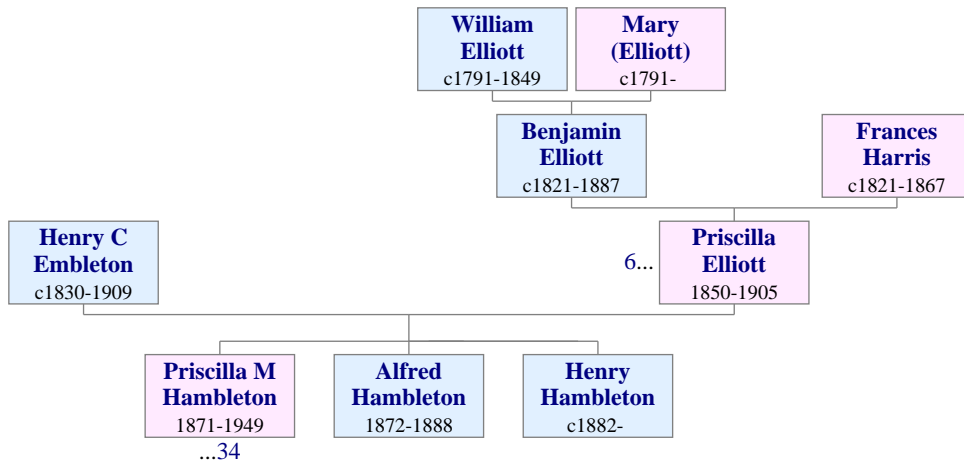 William
Elliott
c1791-1849
Mary
(Elliott)
c1791-
Benjamin
Elliott
c1821-1887
Frances
Harris
c1821-1867
Henry C
Embleton
c1830-1909
6...
Priscilla
Elliott
1850-1905
Priscilla M
Hambleton
1871-1949
...34
Alfred
Hambleton
1872-1888
Henry
Hambleton
c1882-